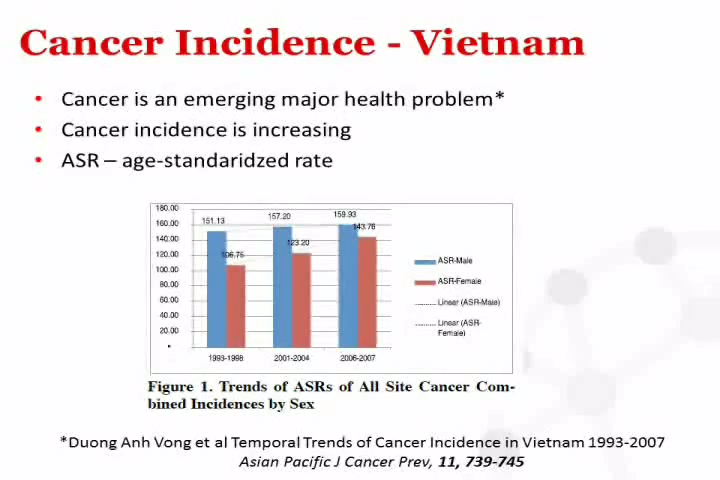 Cancer Incidence - Vietnam
• Cancer is an emerging major health problem*
• Cancer incidence is increasing
• ASR – age-standaridzed rate
180.00
160.00
140.00
120.00
100.00
80.00
60.00
40.00
20.00
-
151.13
106.75
157.20
123.20
159.93
143.76
1993-1998
2001-2004
2006-2007
ASR-Male
ASR-Female
Linear (ASR-Male)
Linear (ASR-
Female)
Figure 1. Trends of ASRs of All Site Cancer Com-
bined Incidences by Sex
*Duong Anh Vong et al Temporal Trends of Cancer Incidence in Vietnam 1993-2007
Asian Pacific J Cancer Prev, 11, 739-745